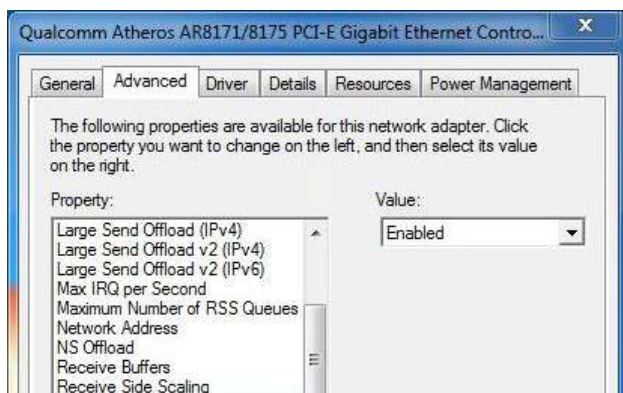 Qualcomm Atheros AR8171/8175 PCI-E Gigabit Ethernet Contro...
General Advanced Driver Details Resources Power Management
The following properties are available for this network adapter. Click
the property you want to change on the left, and then select its value
on the right.
Property: Value:
Large Send Offload (IPv4) Enabled
Large Send Offload v2 (IPv4)
Large Send Offload v2 (IPv6)
Max IRQ per Second
Maximum Number of RSS Queues
Network Address
NS Offload
Receive Buffers
Receive Side Scaling